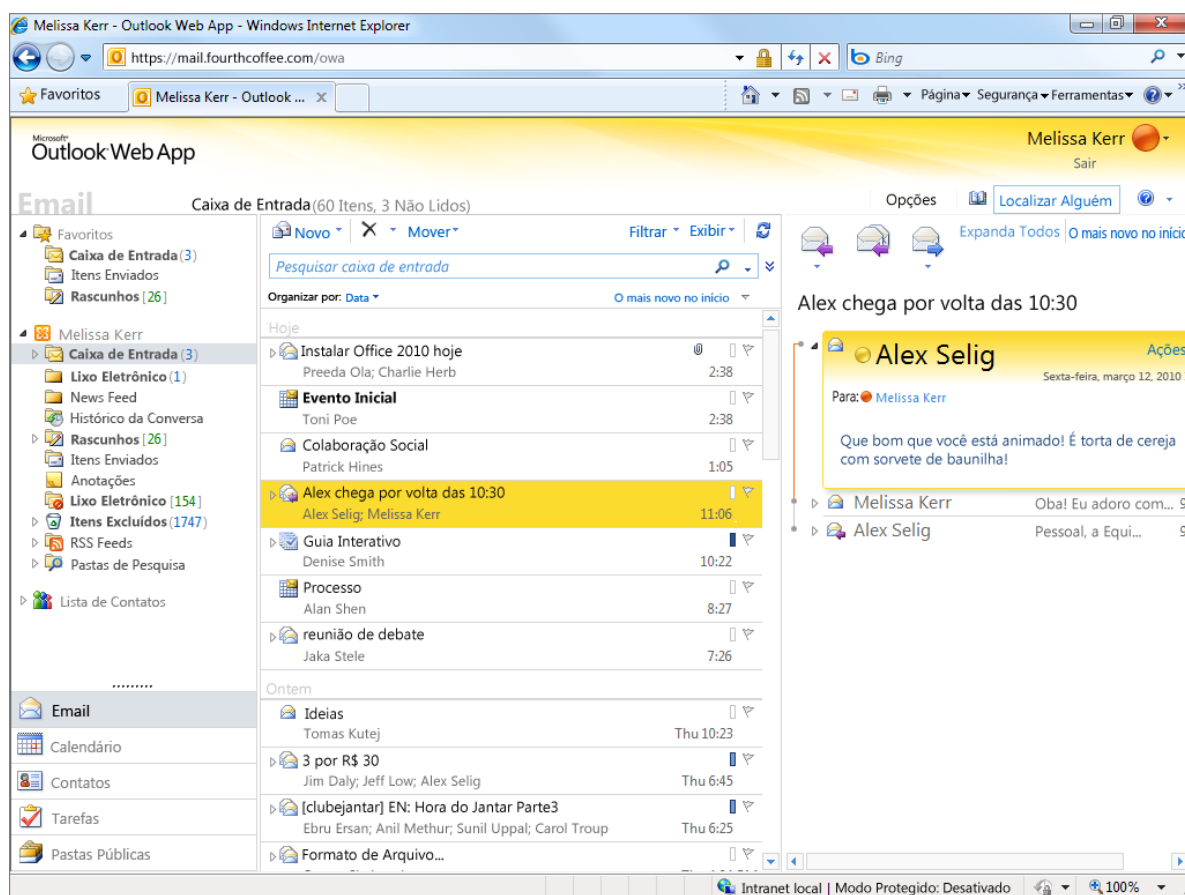 Melissa Kerr - Outlook Web App - Windows Internet Explorer
https://mail.fourthcoffee.com/owa
Bing
Favoritos
Melissa Kerr - Outlook ...
Página Segurança Ferramentas
Microsoft
Outlook Web App
Melissa Kerr
Sair
Email
Caixa de Entrada (60 Itens, 3 Não Lidos)
Opções
Localizar Alguém
Favoritos
Caixa de Entrada (3)
Itens Enviados
Rascunhos [26]
Melissa Kerr
Caixa de Entrada (3)
Lixo Eletrônico (1)
News Feed
Histórico da Conversa
Rascunhos [26]
Itens Enviados
Anotações
Lixo Eletrônico [154]
Itens Excluídos (1747)
RSS Feeds
Pastas de Pesquisa
Lista de Contatos
Email
Calendário
Contatos
Tarefas
Pastas Públicas
Novo Mover Filtrar Exibir
Pesquisar caixa de entrada
Organizar por: Data O mais novo no início
Hoje
Instalar Office 2010 hoje
Preeda Ola; Charlie Herb 2:38
Evento Inicial
Toni Poe 2:38
Colaboração Social
Patrick Hines 1:05
Alex chega por volta das 10:30
Alex Selig; Melissa Kerr 11:06
Guia Interativo
Denise Smith 10:22
Processo
Alan Shen 8:27
reunião de debate
Jaka Stele 7:26
Ontem
Ideias
Tomas Kutej Thu 10:23
3 por R$ 30
Jim Daly; Jeff Low; Alex Selig Thu 6:45
[clubejantar] EN: Hora do Jantar Parte3
Ebru Ersan; Anil Methur; Sunil Uppal; Carol Troup Thu 6:25
Formato de Arquivo...
Expanda Todos O mais novo no início
Alex chega por volta das 10:30
Alex Selig
Ações
Sexta-feira, março 12, 2010
Para: Melissa Kerr
Que bom que você está animado! É torta de cereja
com sorvete de baunilha!
Melissa Kerr Oba! Eu adoro com... 9
Alex Selig Pessoal, a Equi... 9
Intranet local | Modo Protegido: Desativado 100%